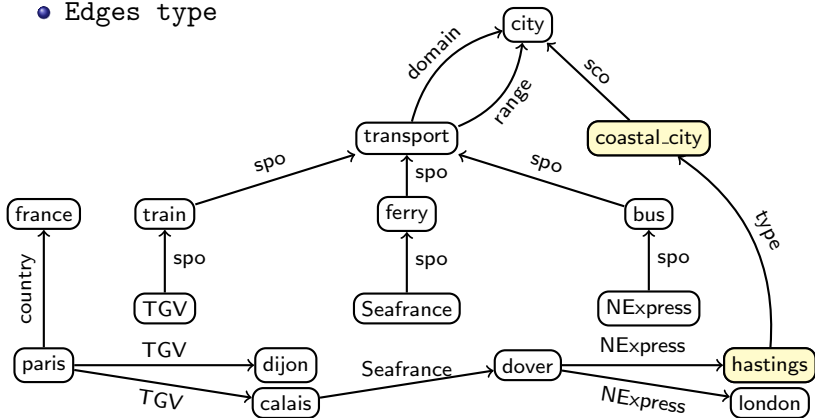 Edges type
city
domain
range
sco
transport
coastal_city
spo
spo
spo
france
train
ferry
bus
type
country
spo
spo
spo
TGV
Seafrance
NExpress
paris
TGV
dijon
Seafrance
dover
NExpress
hastings
TGV
calais
NExpress
london